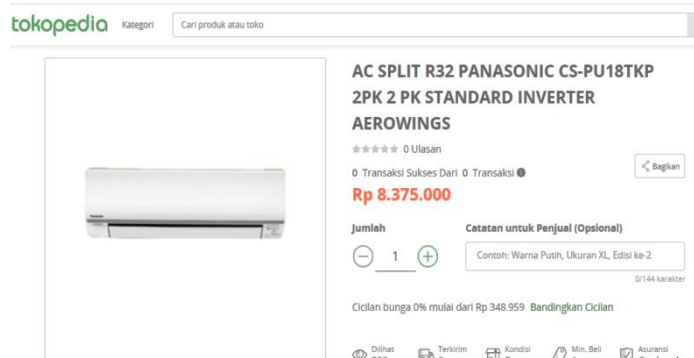 tokopedia Kategori Cari produk atau toko
AC SPLIT R32 PANASONIC CS-PU18TKP
2PK 2 PK STANDARD INVERTER
AEROWINGS
0 Ulasan
0 Transaksi Sukses Dari 0 Transaksi
Bagikan
Rp 8.375.000
Jumlah
1
Catatan untuk Penjual (Opsional)
Contoh: Warna Putih, Ukuran XL, Edisi ke-2
0/144 karakter
Cicilan bunga 0% mulai dari Rp 348.959 Bandingkan Cicilan
Dilihat Terkirim Kondisi Min. Beli Asuransi